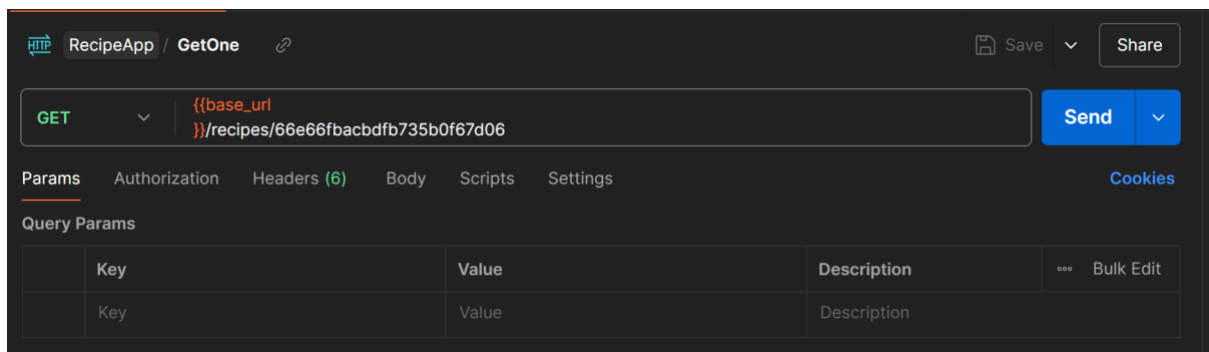 HTTP RecipeApp / GetOne Save Share
GET {{base_url
}}/recipes/66e66fbacbdfb735b0f67d06 Send
Params Authorization Headers (6) Body Scripts Settings Cookies
Query Params
Key Value Description ooo Bulk Edit
Key Value Description